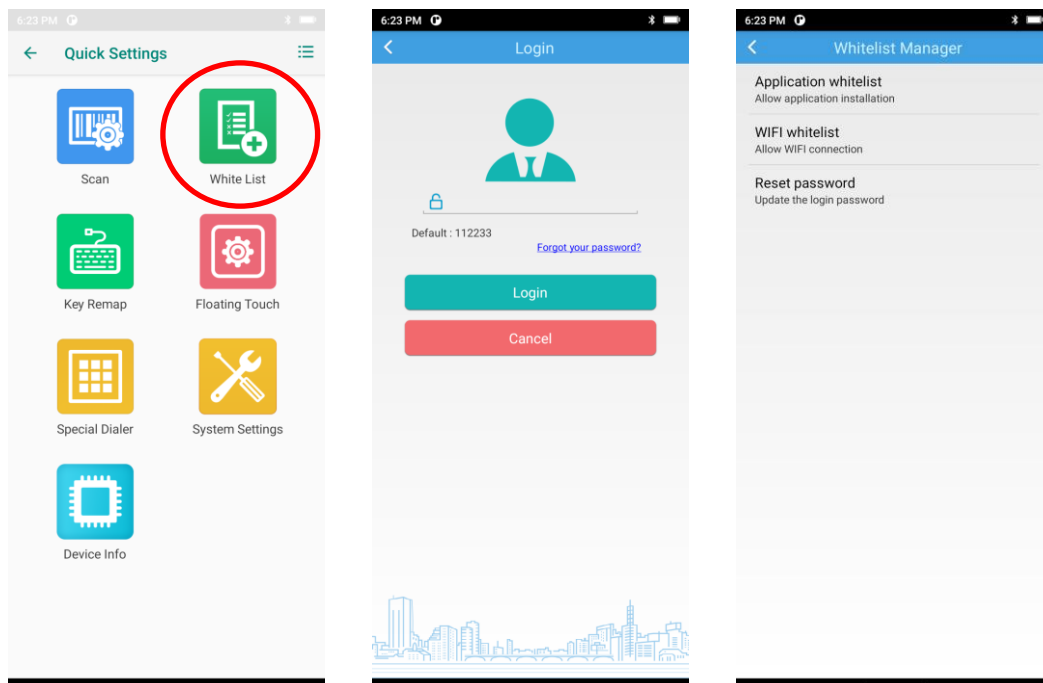 6:23 PM
Quick Settings
Scan
White List
Key Remap
Floating Touch
Special Dialer
System Settings
Device Info
6:23 PM
Login
Default : 112233
Forgot your password?
Login
Cancel
6:23 PM
Whitelist Manager
Application whitelist
Allow application installation
WIFI whitelist
Allow WIFI connection
Reset password
Update the login password